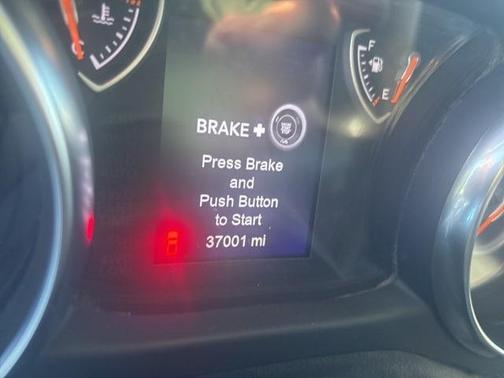 C
F
E
BRAKE +
Press Brake
and
Push Button
to Start
37001 mi